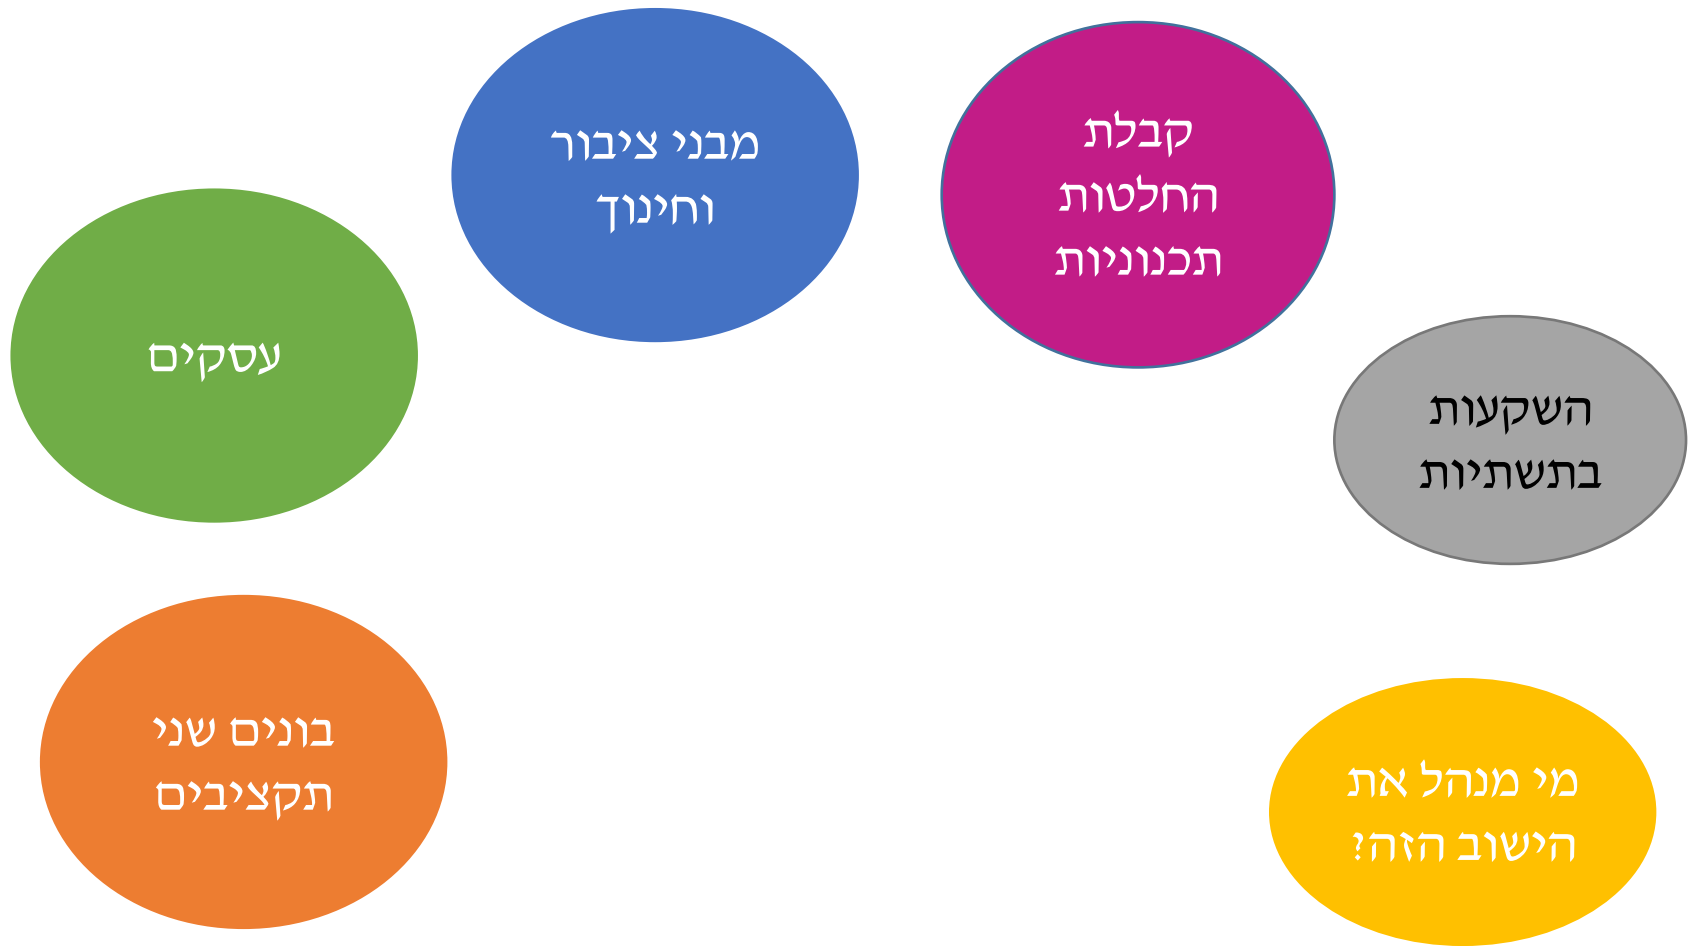 קבלת
החלטות
תכנוניות
מבני ציבור
וחינוך
עסקים
השקעות
בתשתיות
בונים שני
תקציבים
מי מנהל את
הישוב הזה?